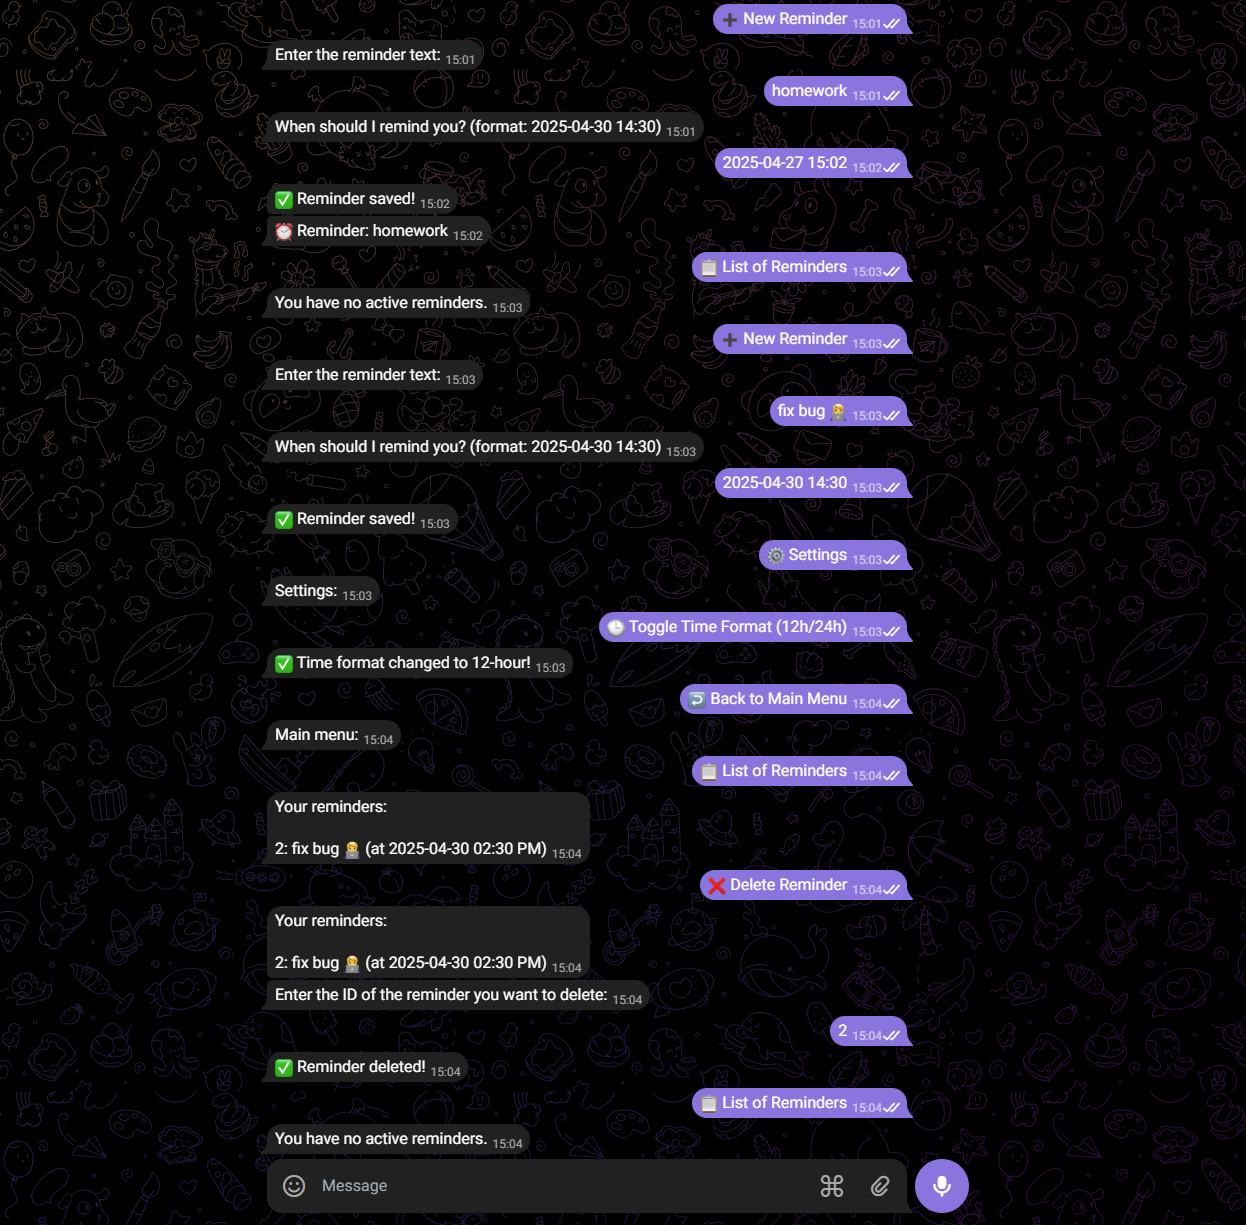 ➕ New Reminder 15:01
Enter the reminder text: 15:01
homework 15:01
When should I remind you? (format: 2025-04-30 14:30) 15:01
2025-04-27 15:02 15:02
✅ Reminder saved! 15:02
⏰ Reminder: homework 15:02
📋 List of Reminders 15:03
You have no active reminders. 15:03
➕ New Reminder 15:03
Enter the reminder text: 15:03
fix bug 👨‍💻 15:03
When should I remind you? (format: 2025-04-30 14:30) 15:03
2025-04-30 14:30 15:03
✅ Reminder saved! 15:03
⚙️ Settings 15:03
Settings: 15:03
🕒 Toggle Time Format (12h/24h) 15:03
✅ Time format changed to 12-hour! 15:03
↩️ Back to Main Menu 15:04
Main menu: 15:04
📋 List of Reminders 15:04
Your reminders:
2: fix bug 👨‍💻 (at 2025-04-30 02:30 PM) 15:04
❌ Delete Reminder 15:04
Your reminders:
2: fix bug 👨‍💻 (at 2025-04-30 02:30 PM) 15:04
Enter the ID of the reminder you want to delete: 15:04
2 15:04
✅ Reminder deleted! 15:04
📋 List of Reminders 15:04
You have no active reminders. 15:04
Message